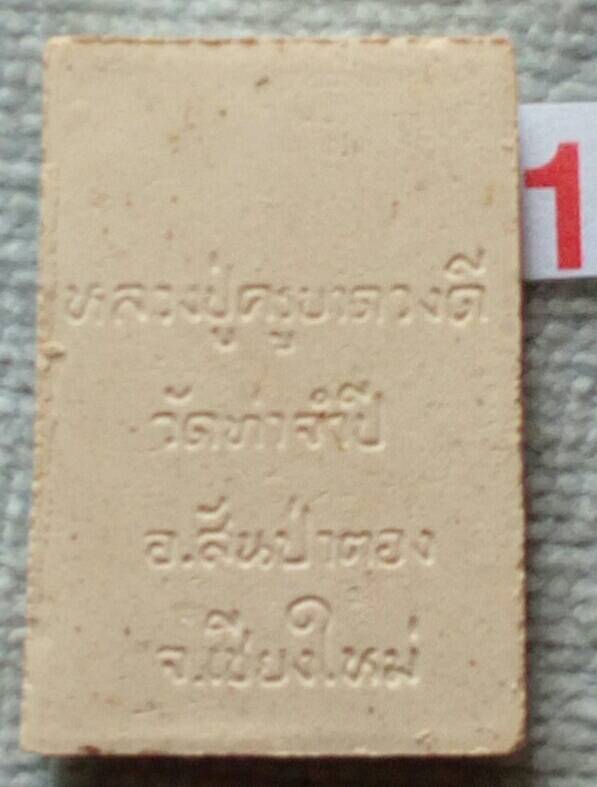 หลวงปู่ครูบาดวงดี
วัดท่าจำปี
อ.สันป่าตอง
จ.เชียงใหม่
1